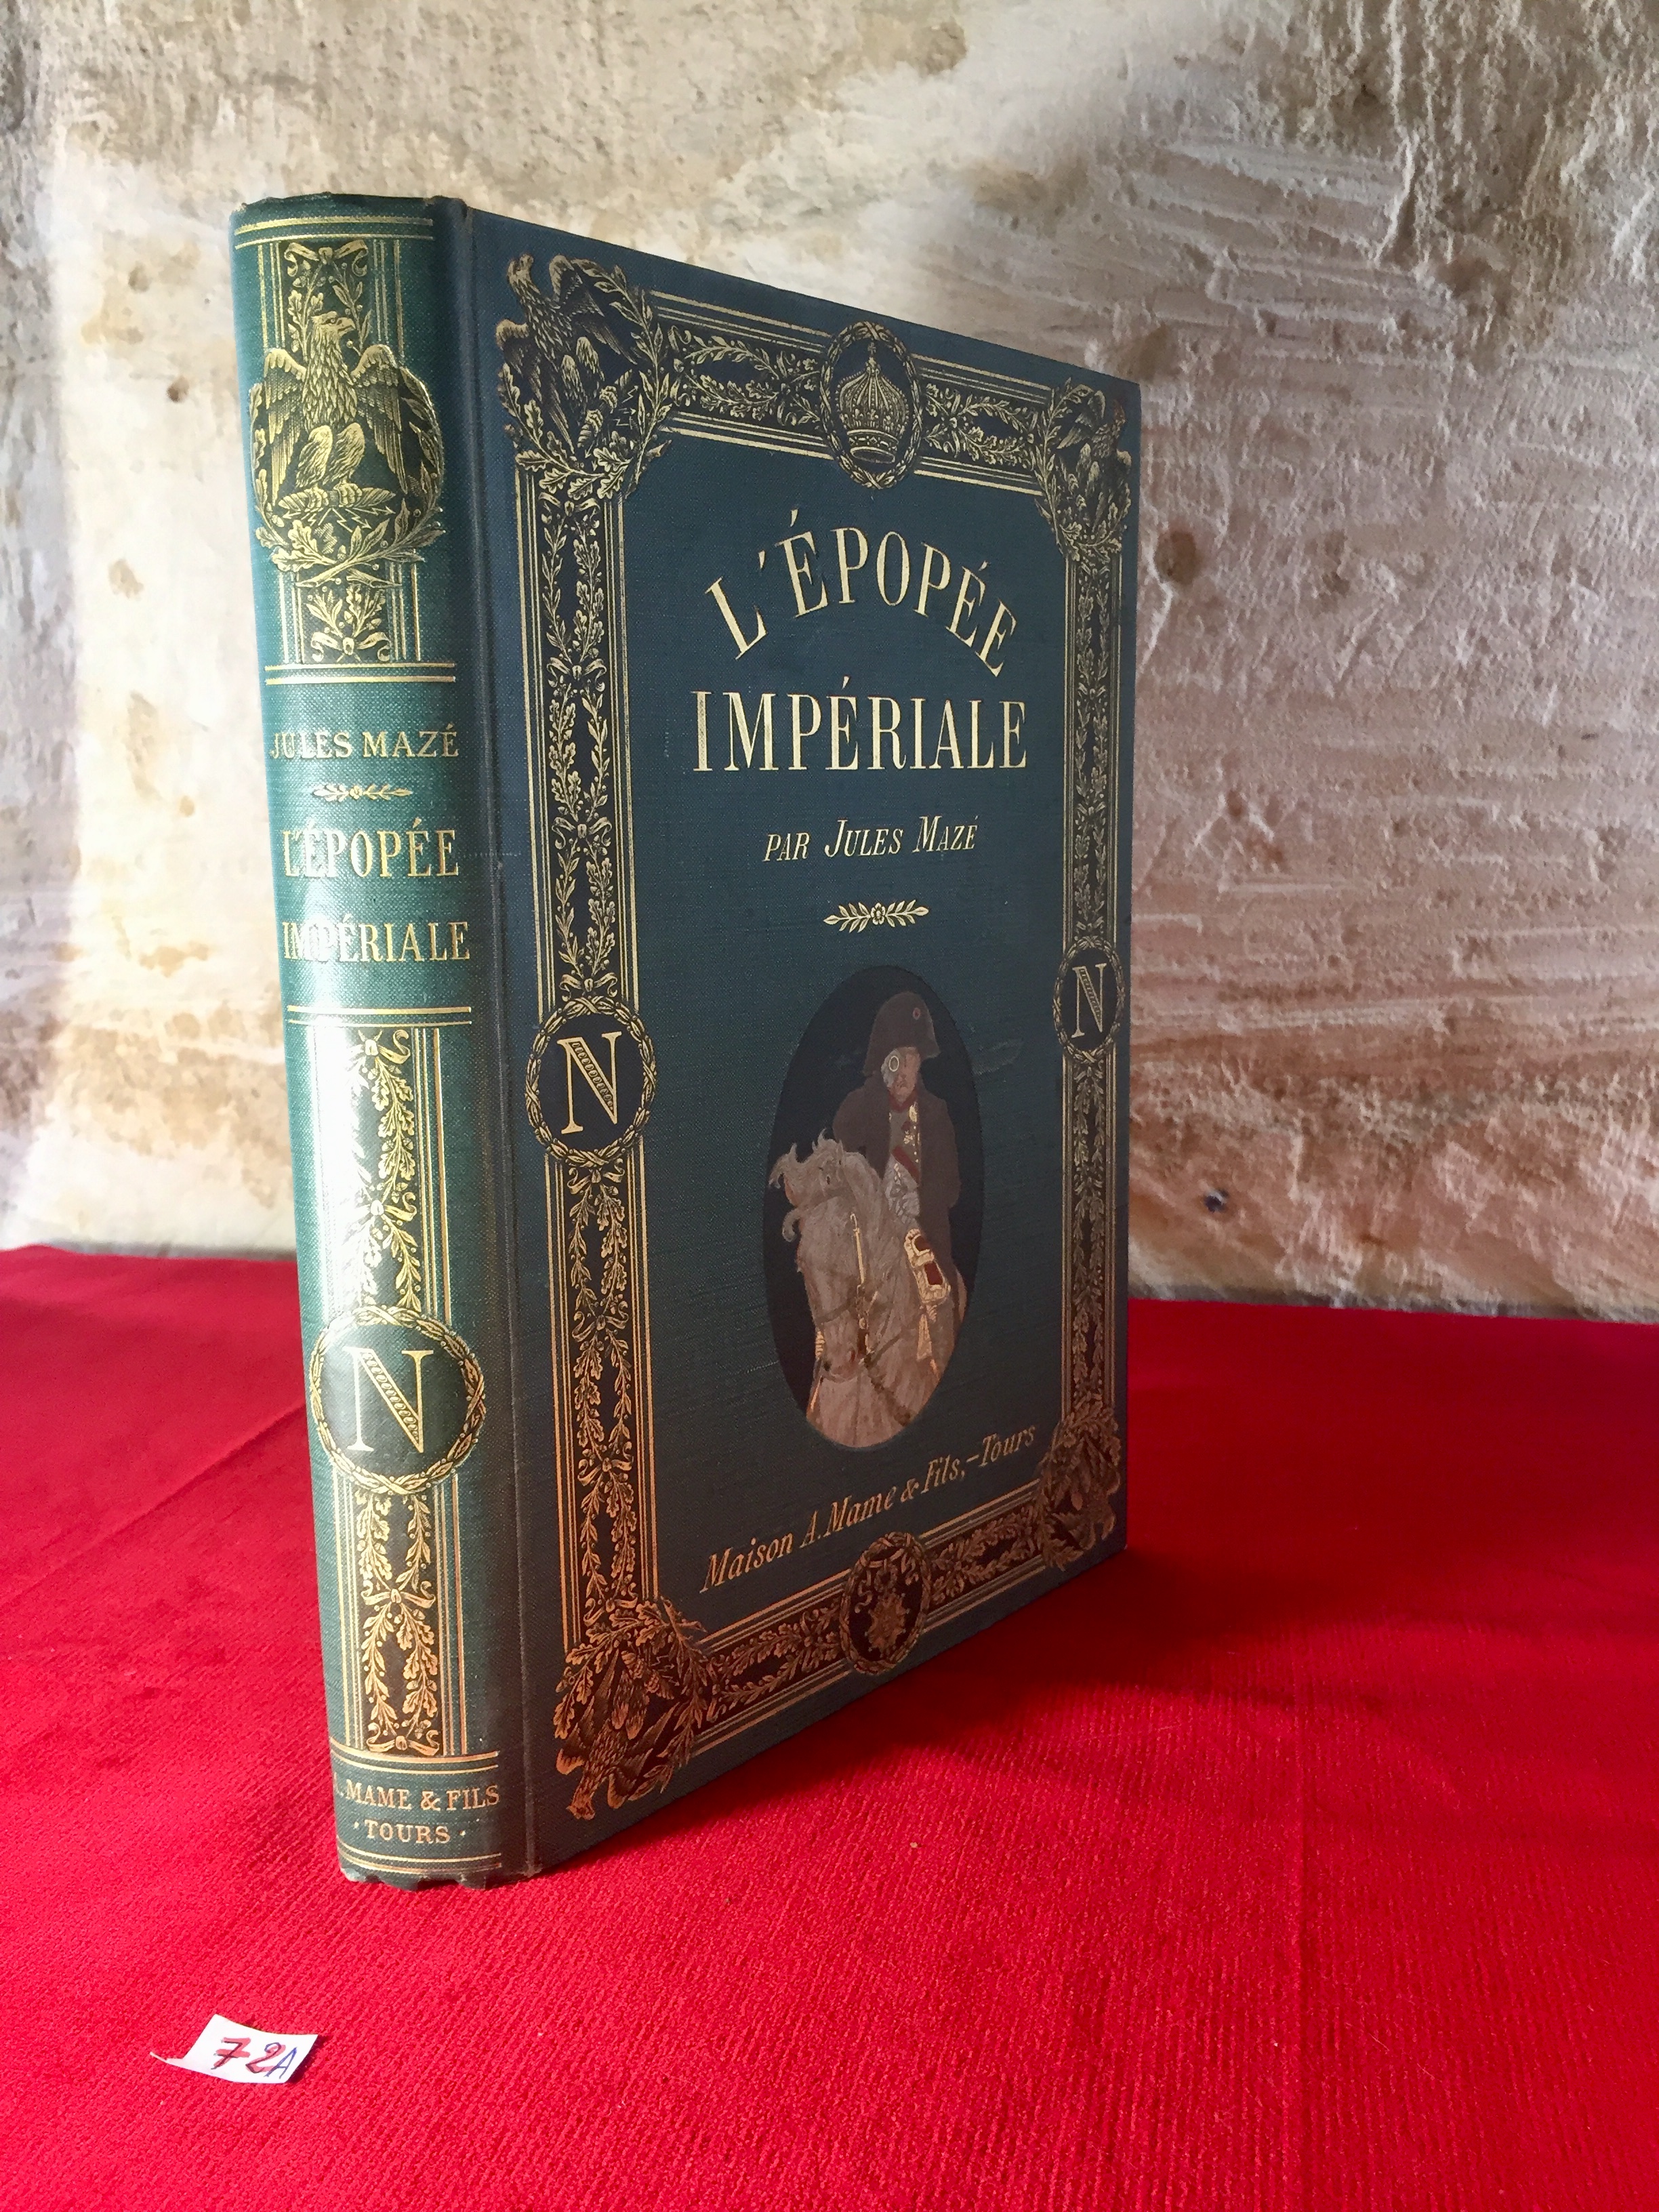 JULES MAZÉ
L'ÉPOPÉE
IMPÉRIALE
N
A. MAME & FILS
· TOURS ·
L'ÉPOPÉE
IMPÉRIALE
PAR JULES MAZÉ
N
N
Maison A. Mame & Fils,-Tours
72A